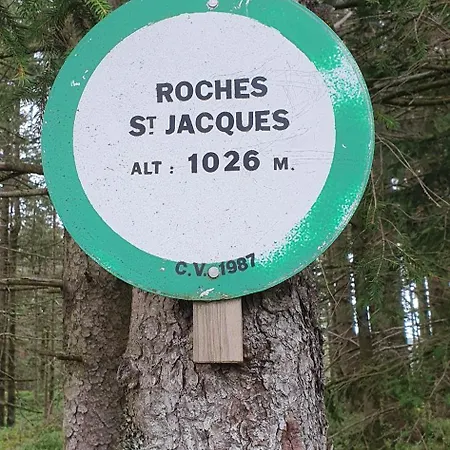 ROCHES
ST JACQUES
ALT : 1026 M.
C.V. 1987